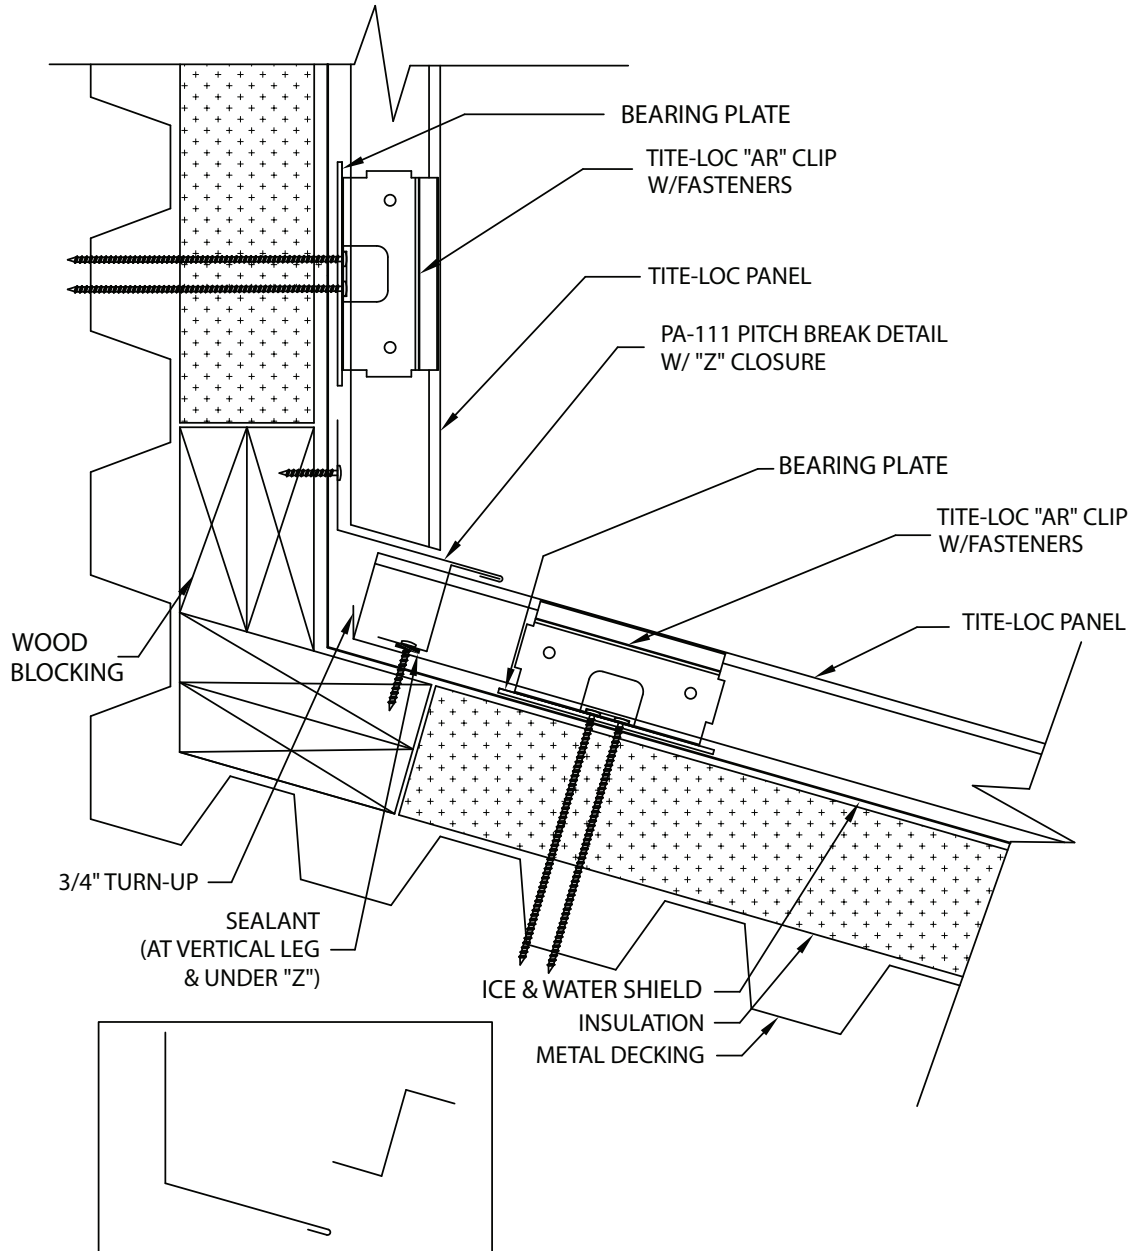 BEARING PLATE
TITE-LOC "AR" CLIP
W/FASTENERS
TITE-LOC PANEL
PA-111 PITCH BREAK DETAIL
W/ "Z" CLOSURE
BEARING PLATE
TITE-LOC "AR" CLIP
W/FASTENERS
TITE-LOC PANEL
WOOD
BLOCKING
3/4" TURN-UP
SEALANT
(AT VERTICAL LEG
& UNDER "Z")
ICE & WATER SHIELD
INSULATION
METAL DECKING